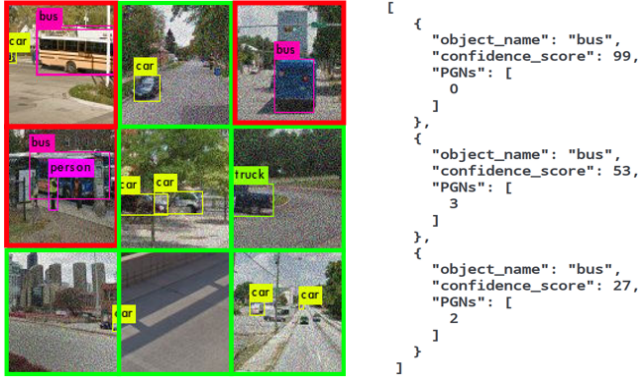 bus
car
car
bus
bus
person
car
car
truck
car
car
car
[
{
"object_name": "bus",
"confidence_score": 99,
"PGNs": [
0
]
},
{
"object_name": "bus",
"confidence_score": 53,
"PGNs": [
3
]
},
{
"object_name": "bus",
"confidence_score": 27,
"PGNs": [
2
]
}
]